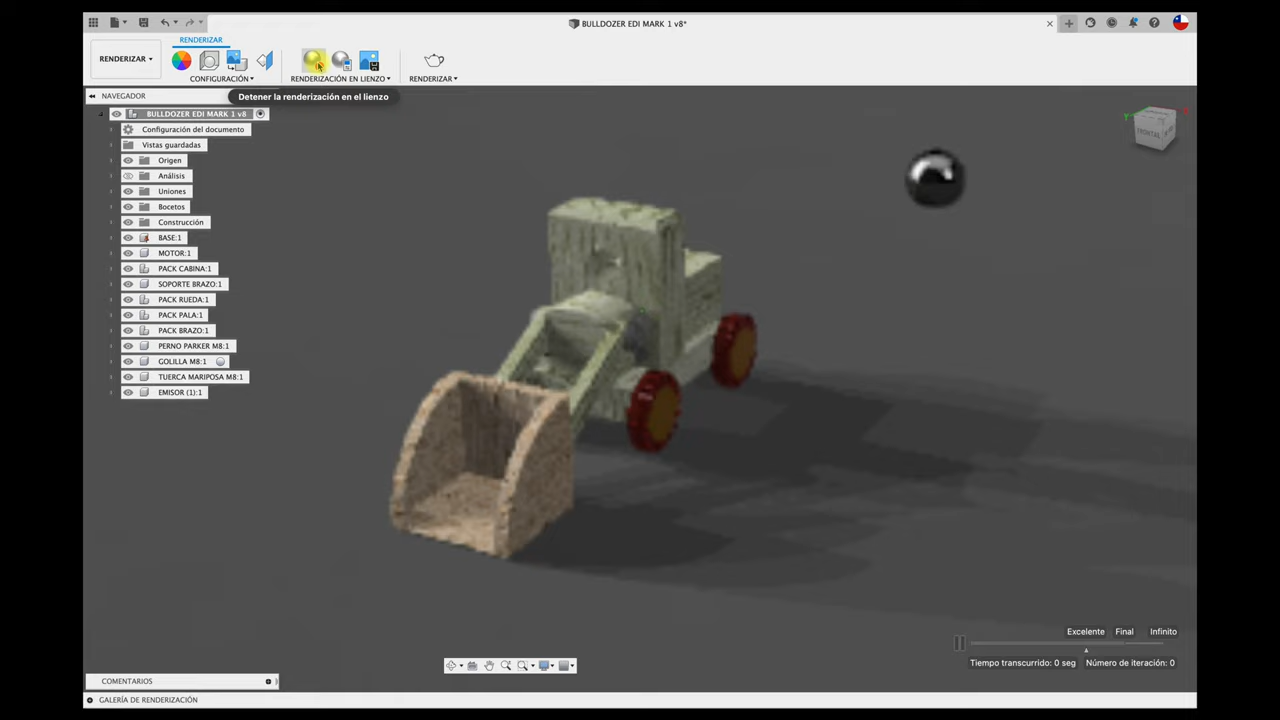 BULLDOZER EDI MARK 1 v8*
RENDERIZAR
RENDERIZAR
CONFIGURACIÓN
RENDERIZACIÓN EN LIENZO
RENDERIZAR
NAVEGADOR
Detener la renderización en el lienzo
BULLDOZER EDI MARK 1 v8
Configuración del documento
Vistas guardadas
Origen
Análisis
Uniones
Bocetos
Construcción
BASE:1
MOTOR:1
PACK CABINA:1
SOPORTE BRAZO:1
PACK RUEDA:1
PACK PALA:1
PACK BRAZO:1
PERNO PARKER M8:1
GOLILLA M8:1
TUERCA MARIPOSA M8:1
EMISOR (1):1
Y
X
FRONTAL
Excelente Final Infinito
Tiempo transcurrido: 0 seg Número de iteración: 0
COMENTARIOS
GALERÍA DE RENDERIZACIÓN